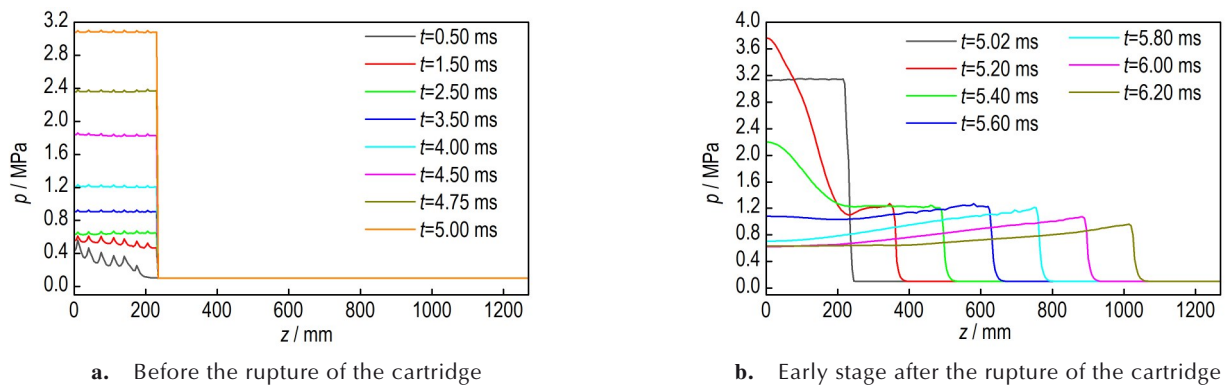 3.2
2.8
2.4
2.0
1.6
1.2
0.8
0.4
0.0
p / MPa
0 200 400 600 800 1000 1200
z / mm
t=0.50 ms
t=1.50 ms
t=2.50 ms
t=3.50 ms
t=4.00 ms
t=4.50 ms
t=4.75 ms
t=5.00 ms
a. Before the rupture of the cartridge
4.0
3.6
3.2
2.8
2.4
2.0
1.6
1.2
0.8
0.4
0.0
p / MPa
0 200 400 600 800 1000 1200
z / mm
t=5.02 ms
t=5.20 ms
t=5.40 ms
t=5.60 ms
t=5.80 ms
t=6.00 ms
t=6.20 ms
b. Early stage after the rupture of the cartridge